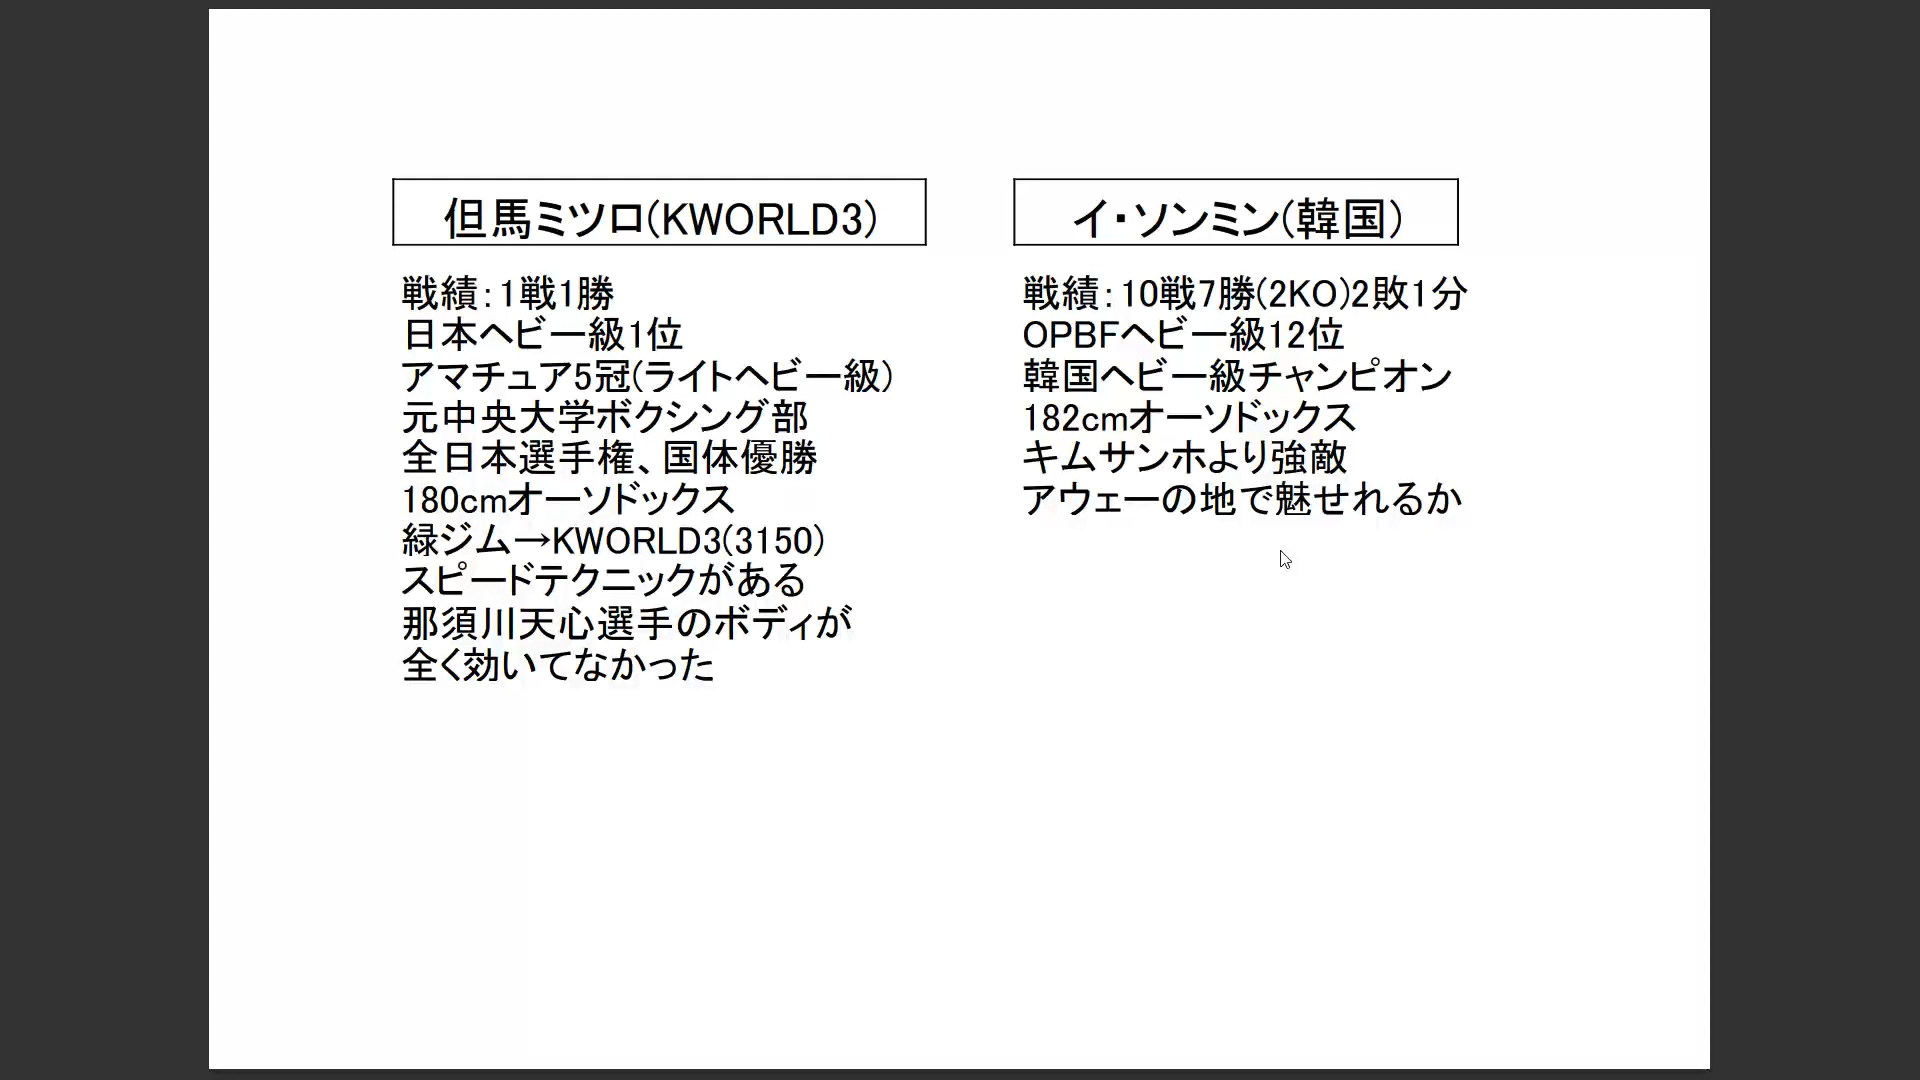 但馬ミツロ(KWORLD3)
戦績：1戦1勝
日本ヘビー級1位
アマチュア5冠(ライトヘビー級)
元中央大学ボクシング部
全日本選手権、国体優勝
180cmオーソドックス
緑ジム→KWORLD3(3150)
スピードテクニックがある
那須川天心選手のボディが
全く効いてなかった
イ・ソンミン(韓国)
戦績：10戦7勝(2KO)2敗1分
OPBFヘビー級12位
韓国ヘビー級チャンピオン
182cmオーソドックス
キムサンホより強敵
アウェーの地で魅せれるか